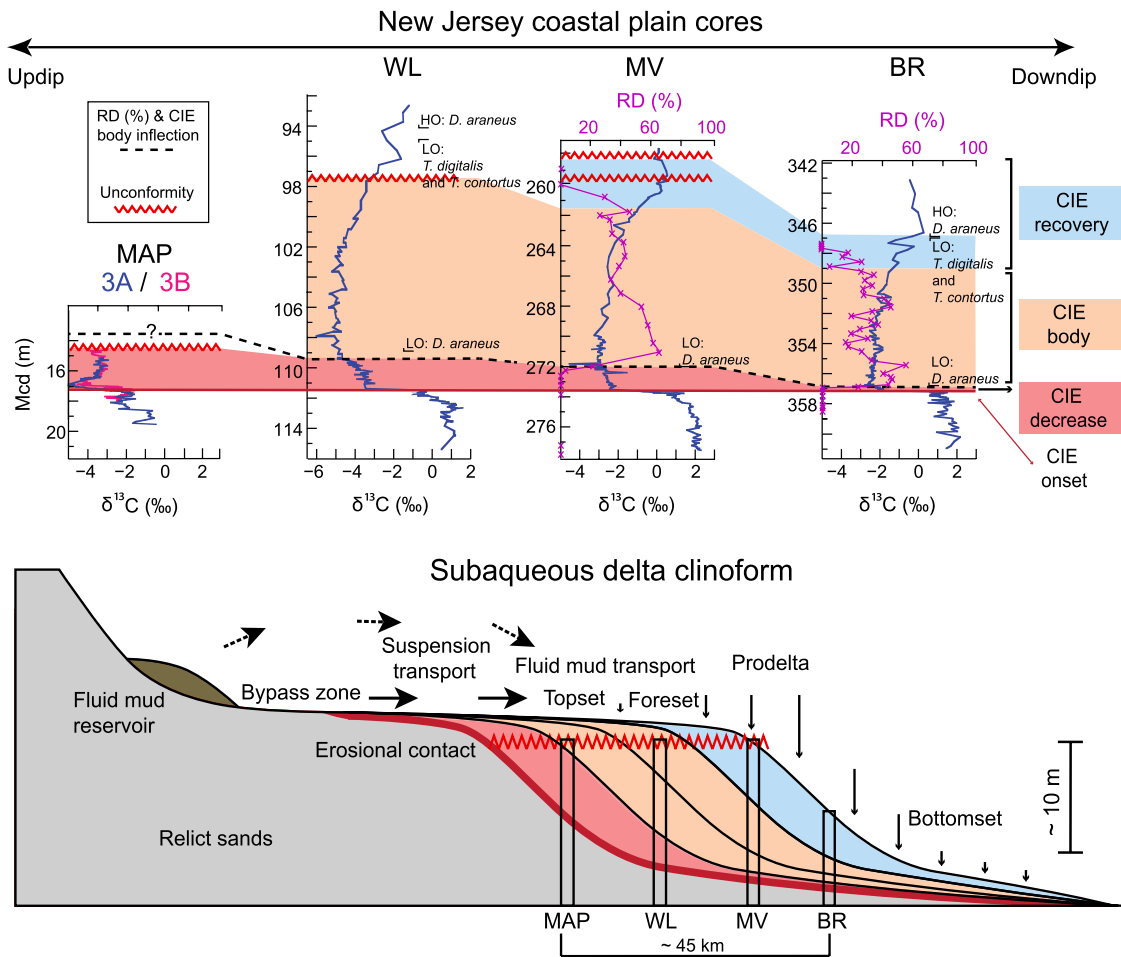 New Jersey coastal plain cores
Updip
WL
MV
BR
Downdip
RD (%) & CIE
body inflection
Unconformity
RD (%)
30 60 100
RD (%)
20 60 100
MAP
3A / 3B
94
98
102
106
110
114
HO: D. araneus
LO:
T. digitalis
and T. contortus
LO: D. araneus
260
264
268
272
276
LO:
D. araneus
342
346
350
354
358
HO:
D. araneus
LO:
T. digitalis
and
T. contortus
LO:
D. araneus
CIE
recovery
CIE
body
CIE
decrease
CIE
onset
?
Mcd (m)
16
20
−4 −2 0 2
−6 −4 −2 0 2
−4 −2 0 2
−4 −2 0 2
δ13C (‰)
δ13C (‰)
δ13C (‰)
δ13C (‰)
Subaqueous delta clinoform
Suspension
transport
Fluid mud transport
Prodelta
Fluid mud
reservoir
Bypass zone
Topset
Foreset
Erosional contact
Relict sands
Bottomset
~ 10 m
MAP
WL
MV
BR
~ 45 km